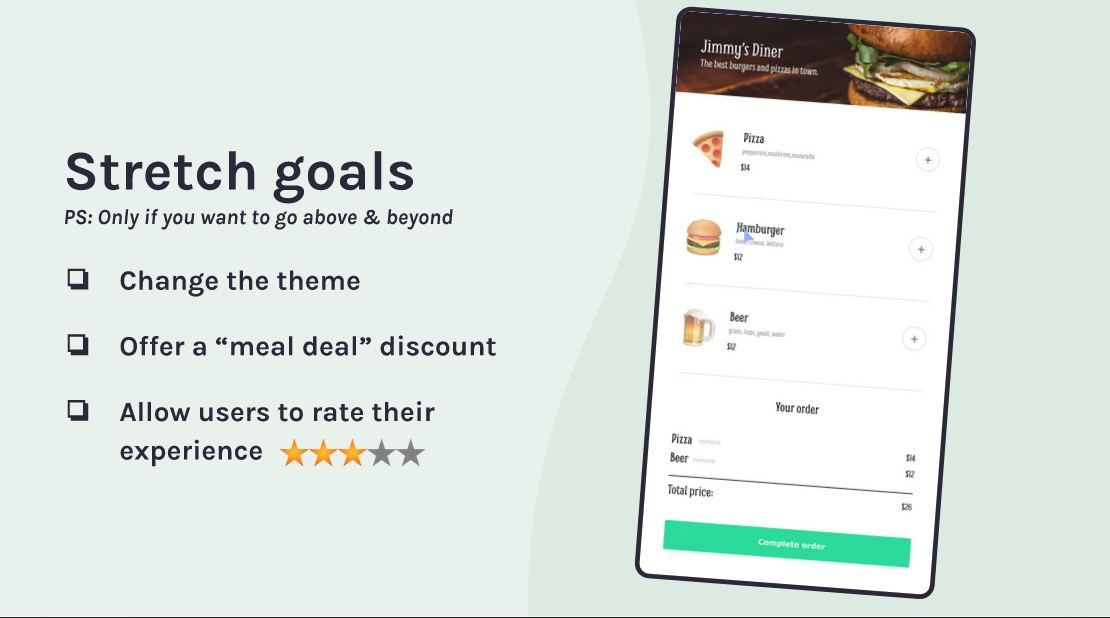 Stretch goals
PS: Only if you want to go above & beyond
Change the theme
Offer a “meal deal” discount
Allow users to rate their
experience
Jimmy's Diner
The best burgers and pizzas in town.
Pizza
pepperoni,mushrom,mozarella
$14
+
Hamburger
beef,cheese, lettuce
$12
+
Beer
grain, hops, yeast, water
$12
+
Your order
Pizza remove $14
Beer remove $12
Total price: $26
Complete order